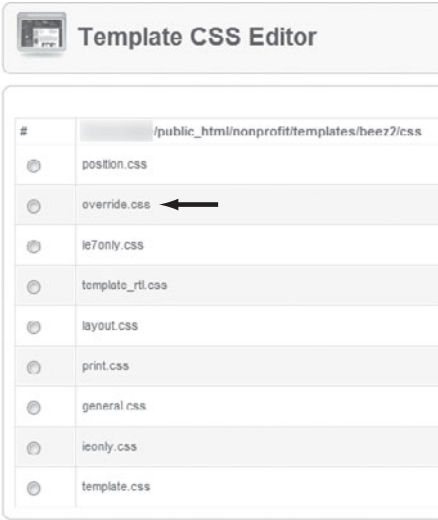 Template CSS Editor
# /public_html/nonprofit/templates/beez2/css
position.css
override.css
ie7only.css
template_rtl.css
layout.css
print.css
general.css
ieonly.css
template.css